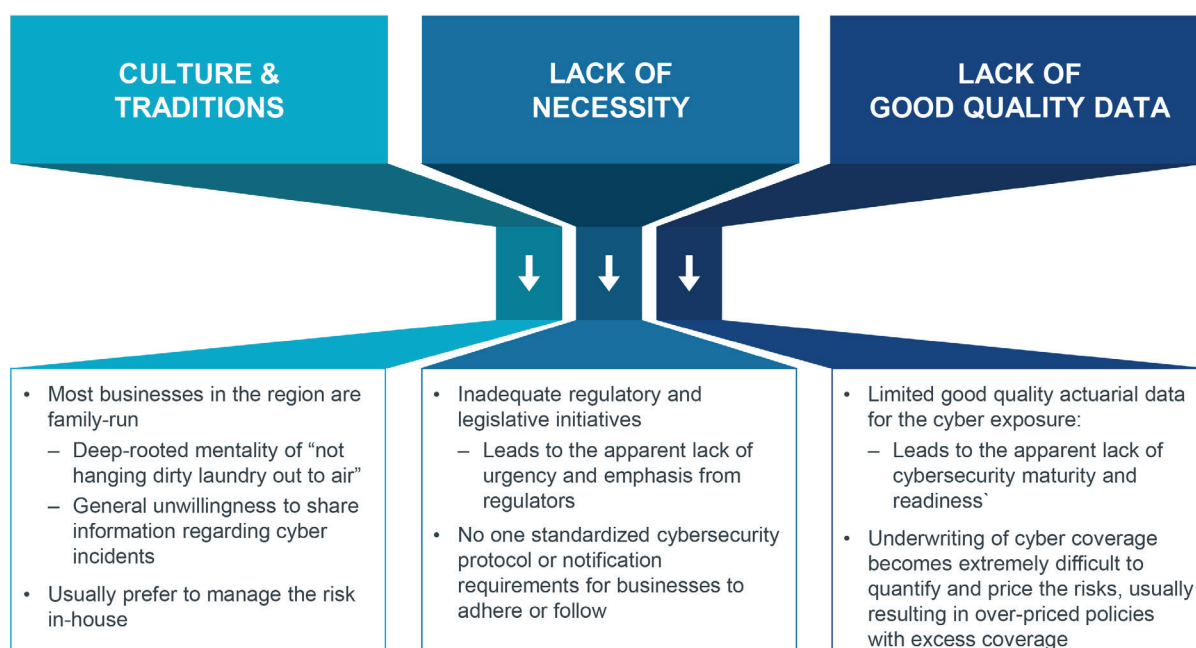 CULTURE &
TRADITIONS
LACK OF
NECESSITY
LACK OF
GOOD QUALITY DATA
• Most businesses in the region are
family-run
– Deep-rooted mentality of “not
hanging dirty laundry out to air”
– General unwillingness to share
information regarding cyber
incidents
• Usually prefer to manage the risk
in-house
• Inadequate regulatory and
legislative initiatives
– Leads to the apparent lack of
urgency and emphasis from
regulators
• No one standardized cybersecurity
protocol or notification
requirements for businesses to
adhere or follow
• Limited good quality actuarial data
for the cyber exposure:
– Leads to the apparent lack of
cybersecurity maturity and
readiness`
• Underwriting of cyber coverage
becomes extremely difficult to
quantify and price the risks, usually
resulting in over-priced policies
with excess coverage